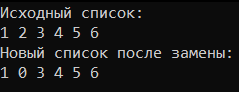 Исходный список:
1 2 3 4 5 6
Новый список после замены:
1 0 3 4 5 6